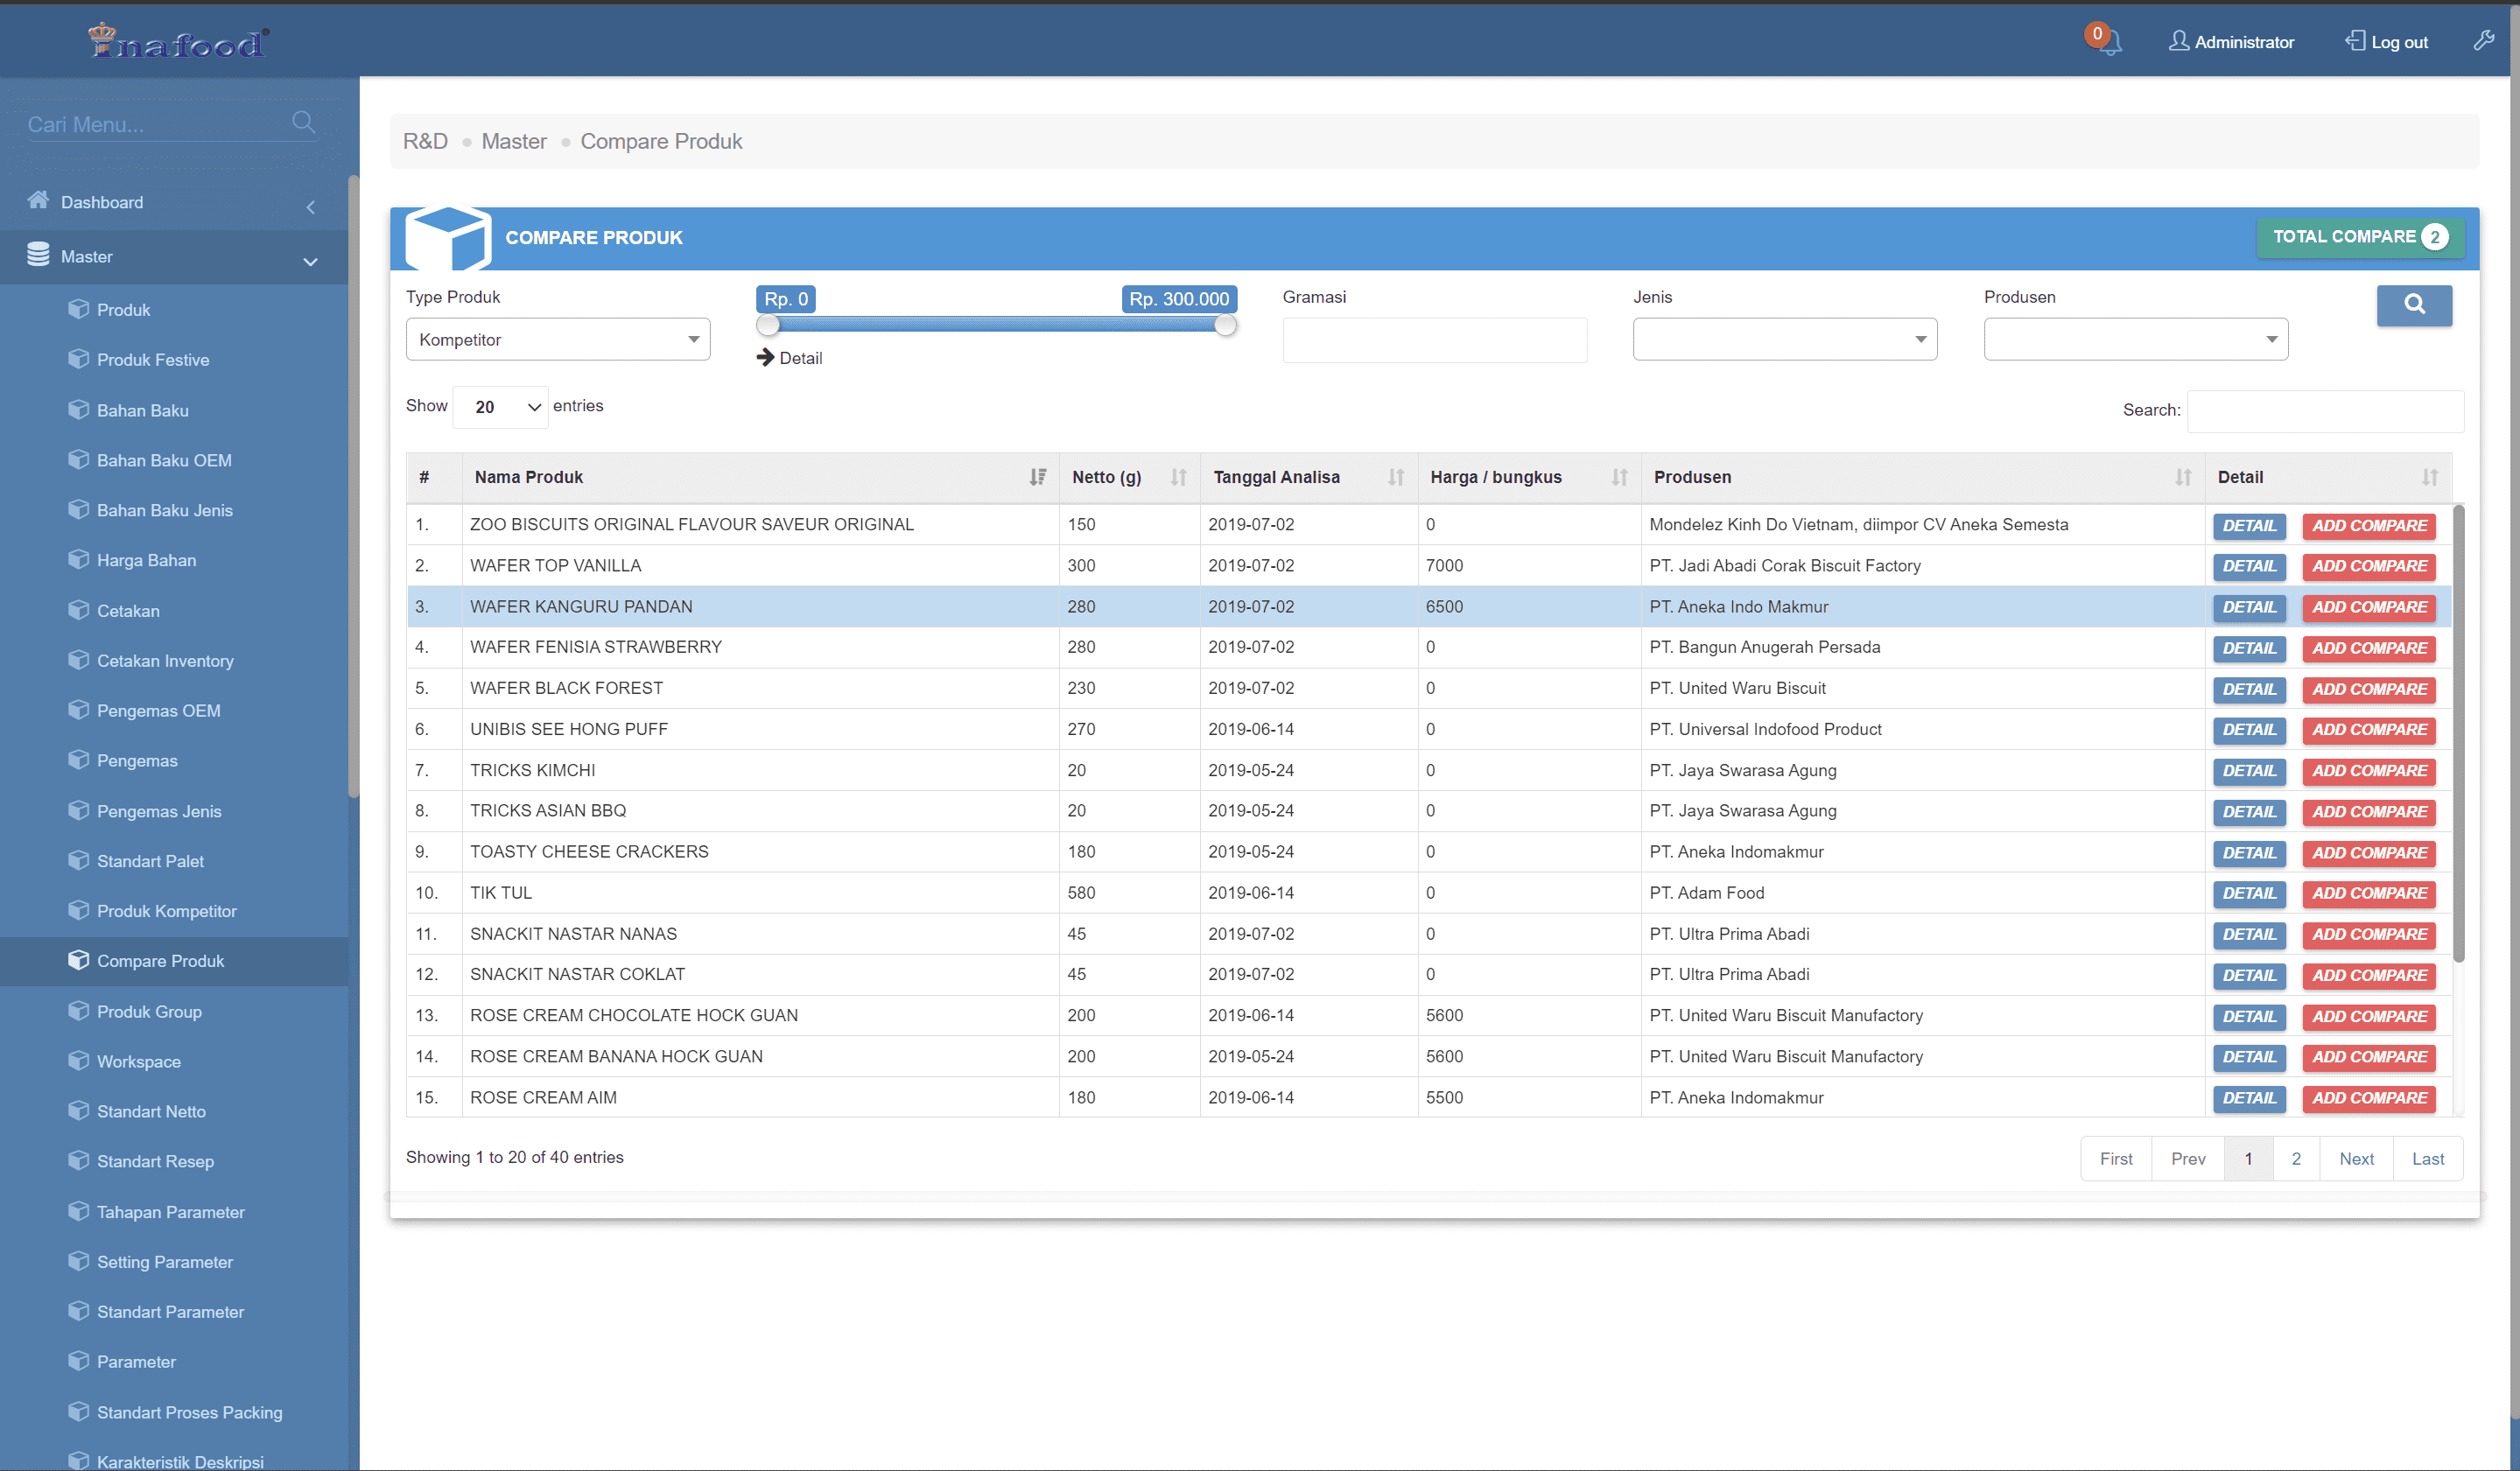 inafood
0
Administrator
Log out
Cari Menu...
Dashboard
Master
Produk
Produk Festive
Bahan Baku
Bahan Baku OEM
Bahan Baku Jenis
Harga Bahan
Cetakan
Cetakan Inventory
Pengemas OEM
Pengemas
Pengemas Jenis
Standart Palet
Produk Kompetitor
Compare Produk
Produk Group
Workspace
Standart Netto
Standart Resep
Tahapan Parameter
Setting Parameter
Standart Parameter
Parameter
Standart Proses Packing
Karakteristik Deskripsi
R&D Master Compare Produk
COMPARE PRODUK TOTAL COMPARE 2
Type Produk Rp. 0 Rp. 300.000 Gramasi Jenis Produsen
Kompetitor
Detail
Show 20 entries Search:
# Nama Produk Netto (g) Tanggal Analisa Harga / bungkus Produsen Detail
1. ZOO BISCUITS ORIGINAL FLAVOUR SAVEUR ORIGINAL 150 2019-07-02 0 Mondelez Kinh Do Vietnam, diimpor CV Aneka Semesta DETAIL ADD COMPARE
2. WAFER TOP VANILLA 300 2019-07-02 7000 PT. Jadi Abadi Corak Biscuit Factory DETAIL ADD COMPARE
3. WAFER KANGURU PANDAN 280 2019-07-02 6500 PT. Aneka Indo Makmur DETAIL ADD COMPARE
4. WAFER FENISIA STRAWBERRY 280 2019-07-02 0 PT. Bangun Anugerah Persada DETAIL ADD COMPARE
5. WAFER BLACK FOREST 230 2019-07-02 0 PT. United Waru Biscuit DETAIL ADD COMPARE
6. UNIBIS SEE HONG PUFF 270 2019-06-14 0 PT. Universal Indofood Product DETAIL ADD COMPARE
7. TRICKS KIMCHI 20 2019-05-24 0 PT. Jaya Swarasa Agung DETAIL ADD COMPARE
8. TRICKS ASIAN BBQ 20 2019-05-24 0 PT. Jaya Swarasa Agung DETAIL ADD COMPARE
9. TOASTY CHEESE CRACKERS 180 2019-05-24 0 PT. Aneka Indomakmur DETAIL ADD COMPARE
10. TIK TUL 580 2019-06-14 0 PT. Adam Food DETAIL ADD COMPARE
11. SNACKIT NASTAR NANAS 45 2019-07-02 0 PT. Ultra Prima Abadi DETAIL ADD COMPARE
12. SNACKIT NASTAR COKLAT 45 2019-07-02 0 PT. Ultra Prima Abadi DETAIL ADD COMPARE
13. ROSE CREAM CHOCOLATE HOCK GUAN 200 2019-06-14 5600 PT. United Waru Biscuit Manufactory DETAIL ADD COMPARE
14. ROSE CREAM BANANA HOCK GUAN 200 2019-05-24 5600 PT. United Waru Biscuit Manufactory DETAIL ADD COMPARE
15. ROSE CREAM AIM 180 2019-06-14 5500 PT. Aneka Indomakmur DETAIL ADD COMPARE
Showing 1 to 20 of 40 entries First Prev 1 2 Next Last